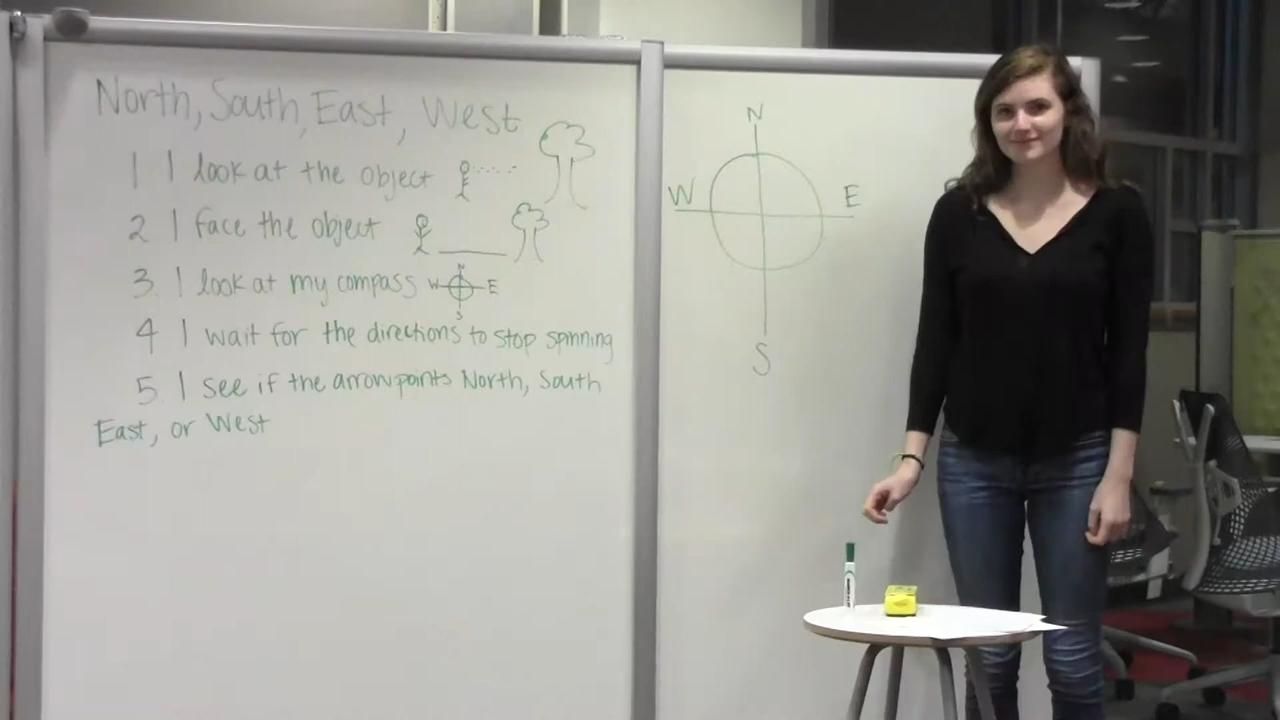 North, South, East, West
1 I look at the object
2 I face the object
3. I look at my compass W N E S
4 I wait for the directions to stop spinning
5. I see if the arrow points North, South
East, or West
N
W E
S